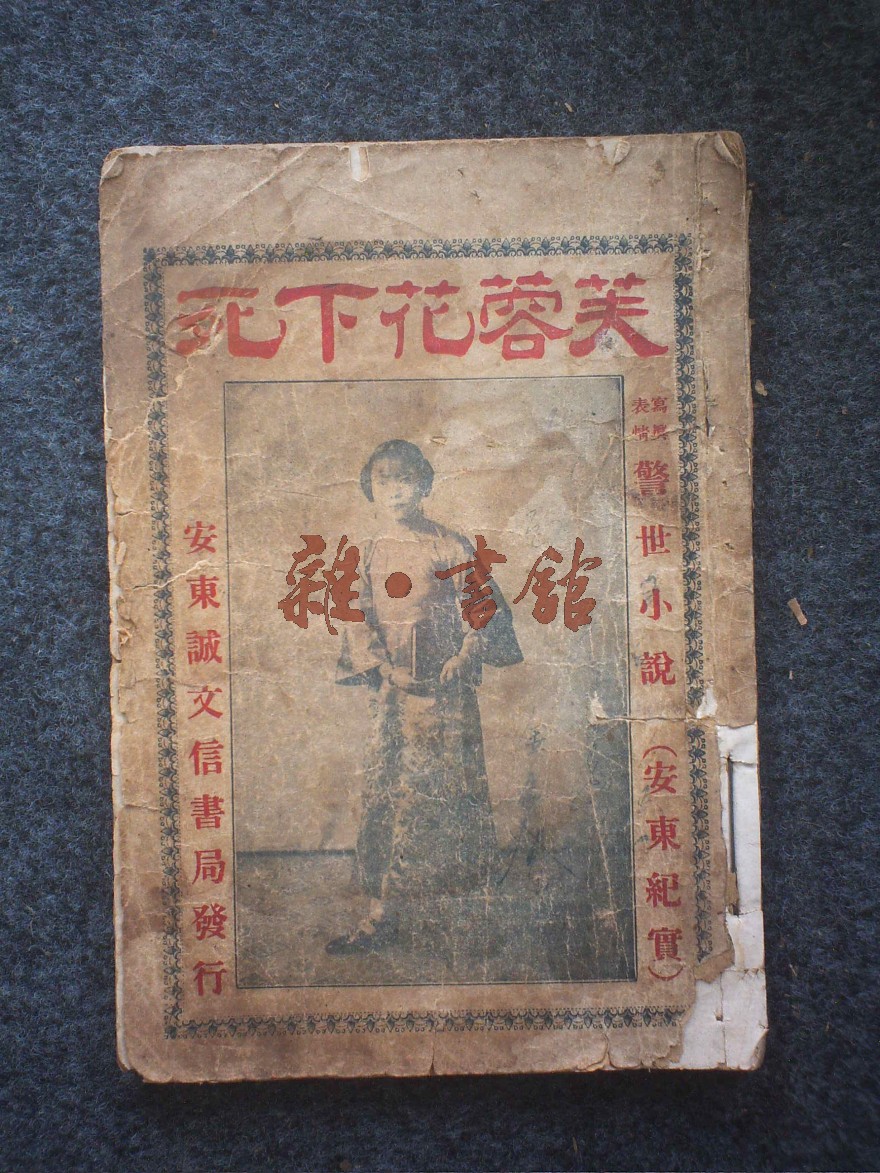 芙蓉花下死
寫真
表情
警世小說（安東紀實）
安東誠文信書局發行
雜·書館